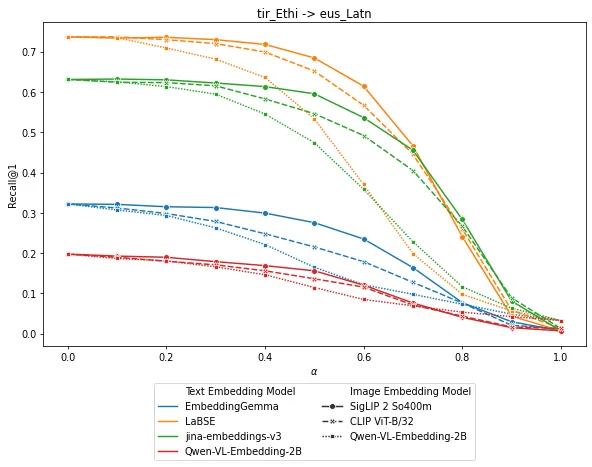 tir_Ethi -> eus_Latn
Recall@1
0.7
0.6
0.5
0.4
0.3
0.2
0.1
0.0
0.0 0.2 0.4 0.6 0.8 1.0
α
Text Embedding Model Image Embedding Model
EmbeddingGemma SigLIP 2 So400m
LaBSE CLIP ViT-B/32
jina-embeddings-v3 Qwen-VL-Embedding-2B
Qwen-VL-Embedding-2B